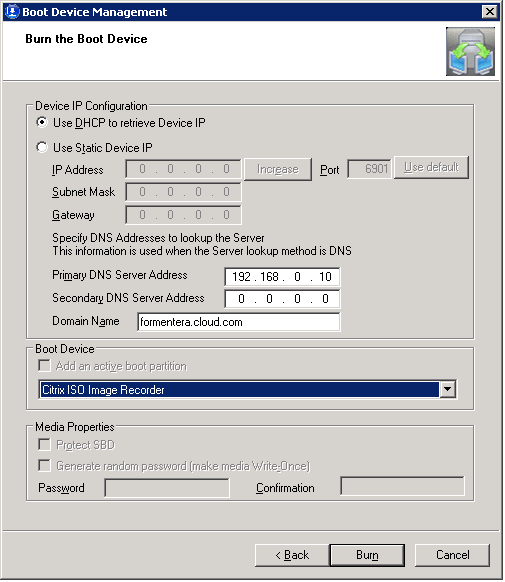 Boot Device Management
Burn the Boot Device
Device IP Configuration
Use DHCP to retrieve Device IP
Use Static Device IP
IP Address 0 . 0 . 0 . 0 Increase Port 6901 Use default
Subnet Mask 0 . 0 . 0 . 0
Gateway 0 . 0 . 0 . 0
Specify DNS Addresses to lookup the Server
This information is used when the Server lookup method is DNS
Primary DNS Server Address 192 . 168 . 0 . 10
Secondary DNS Server Address 0 . 0 . 0 . 0
Domain Name formentera.cloud.com
Boot Device
Add an active boot partition
Citrix ISO Image Recorder
Media Properties
Protect SBD
Generate random password (make media Write-Once)
Password Confirmation
< Back Burn Cancel